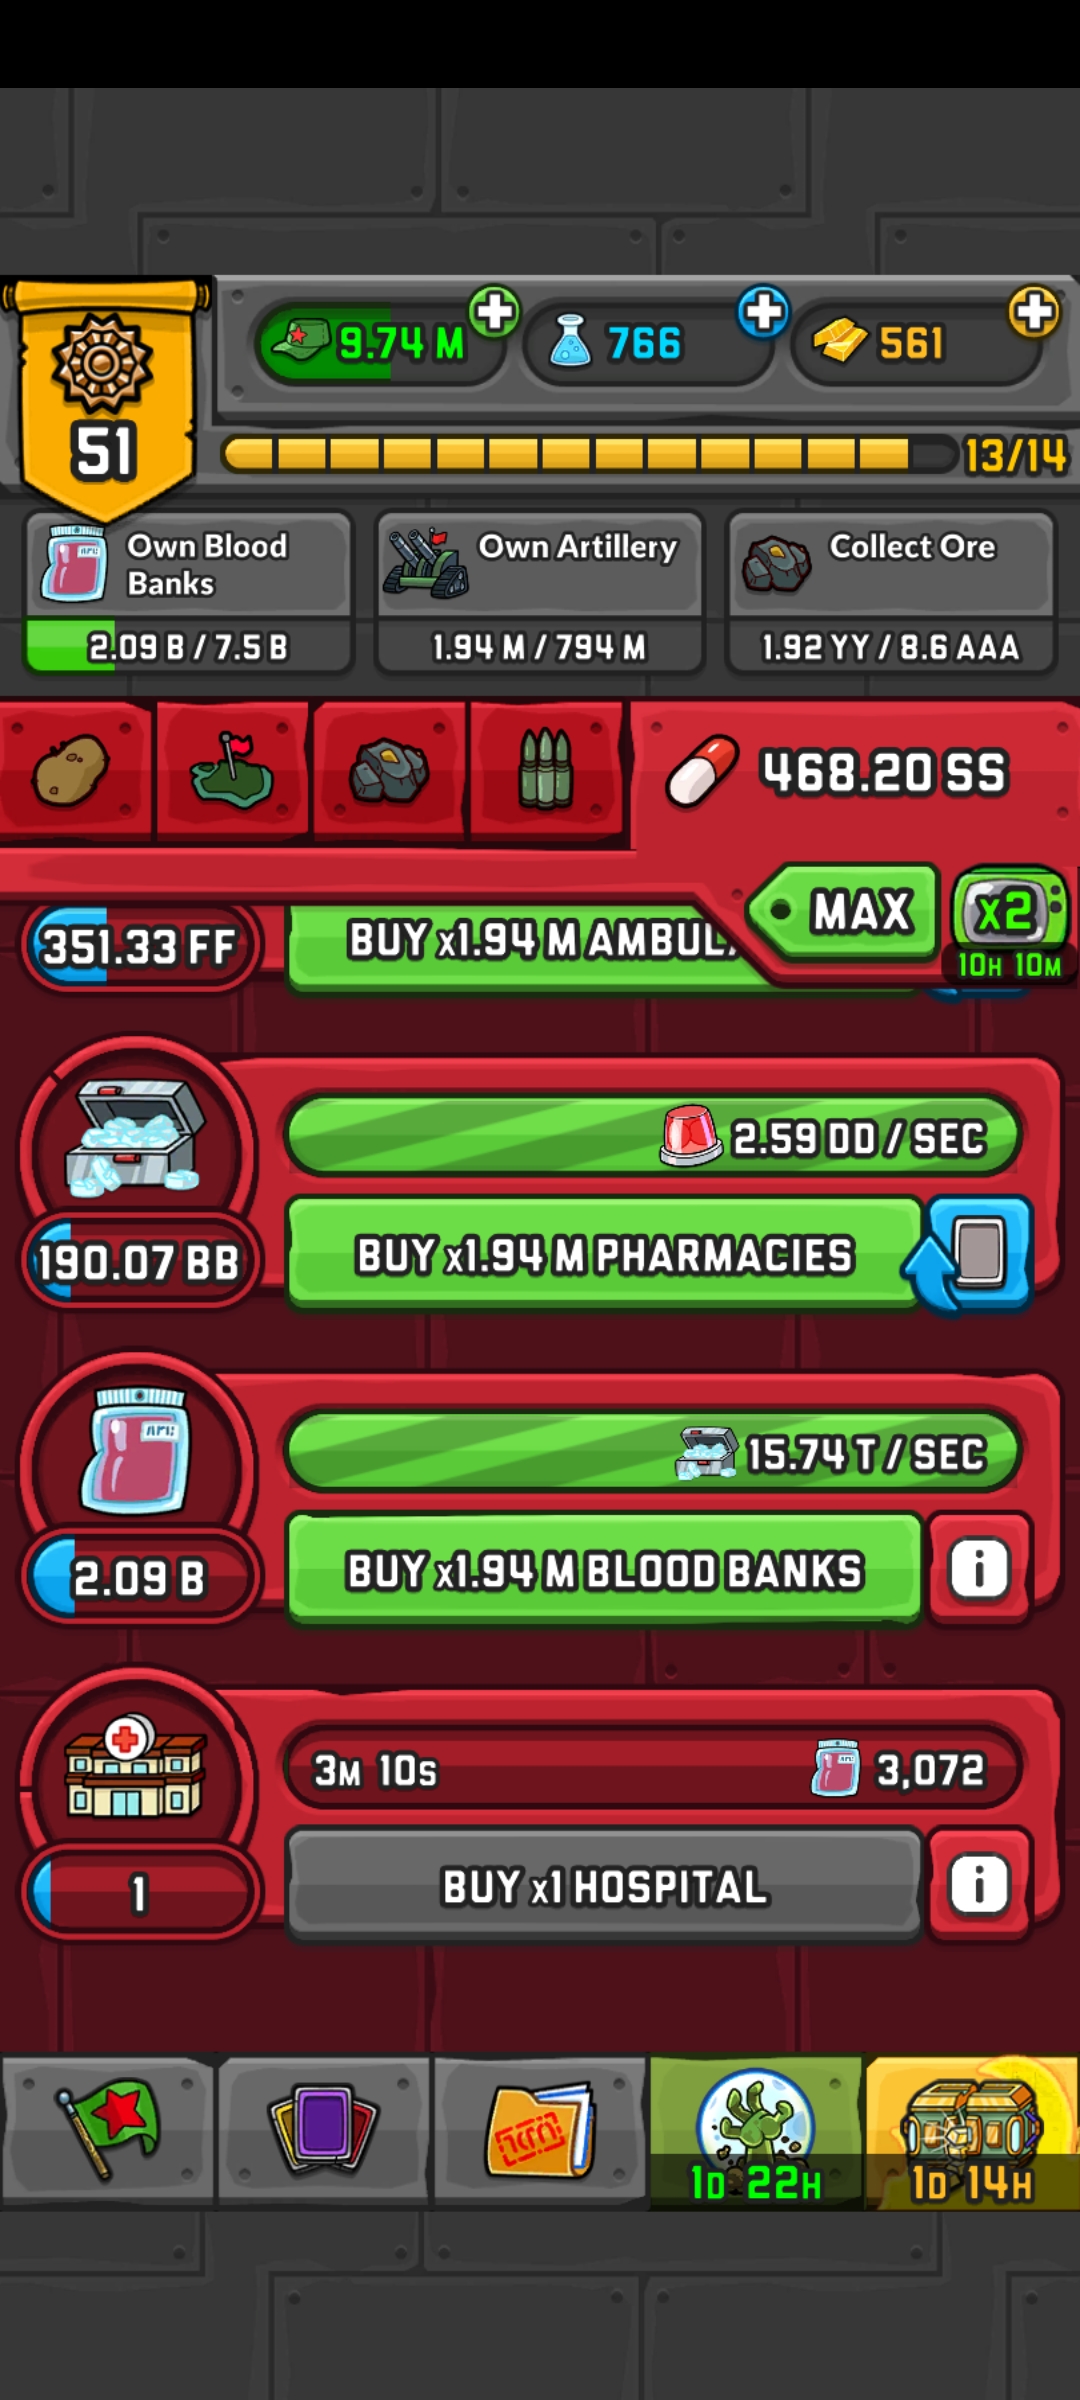 9.74 M
766
561
51
13/14
Own Blood
Banks
2.09 B / 7.5 B
Own Artillery
1.94 M / 794 M
Collect Ore
1.92 YY / 8.6 AAA
468.20 SS
MAX
x2
10H 10M
351.33 FF
BUY x1.94 M AMBUL
2.59 DD / SEC
190.07 BB
BUY x1.94 M PHARMACIES
15.74 T / SEC
2.09 B
BUY x1.94 M BLOOD BANKS
3M 10S
3,072
1
BUY x1 HOSPITAL
1D 22H
1D 14H